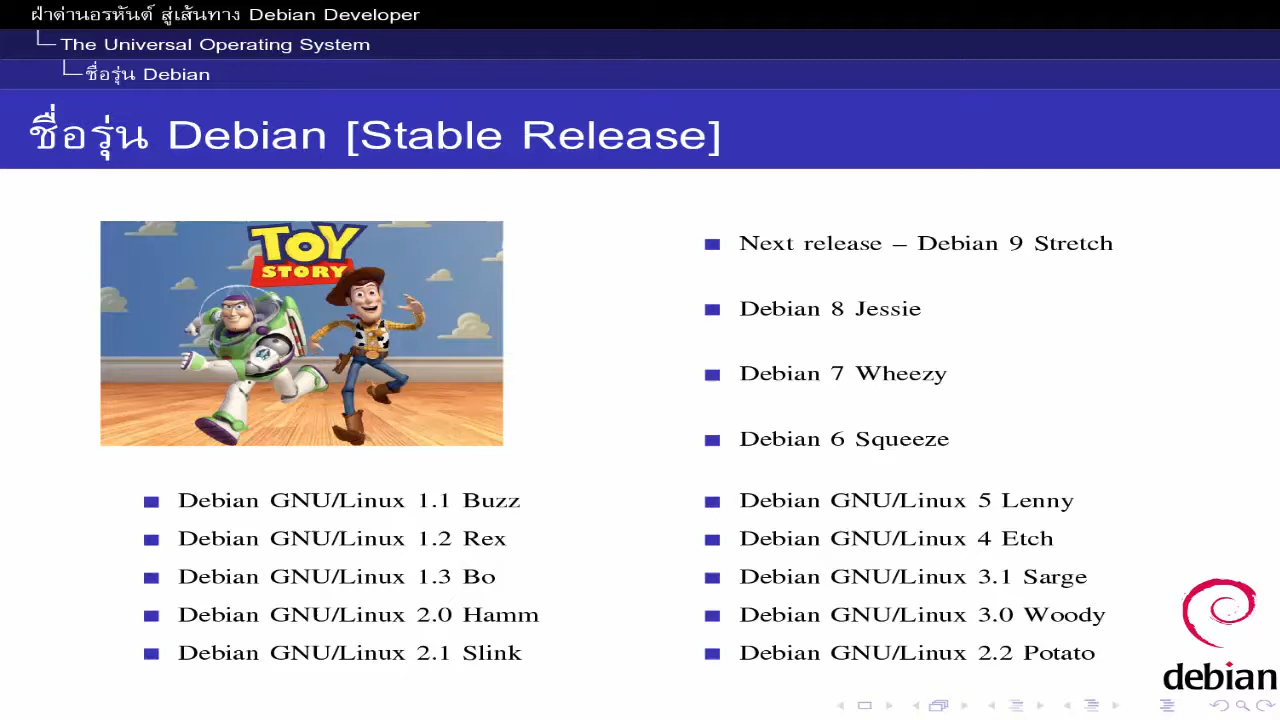 ฝ่าด่านอรหันต์ สู่เส้นทาง Debian Developer
The Universal Operating System
ชื่อรุ่น Debian
ชื่อรุ่น Debian [Stable Release]
TOY
STORY
Next release – Debian 9 Stretch
Debian 8 Jessie
Debian 7 Wheezy
Debian 6 Squeeze
Debian GNU/Linux 1.1 Buzz
Debian GNU/Linux 1.2 Rex
Debian GNU/Linux 1.3 Bo
Debian GNU/Linux 2.0 Hamm
Debian GNU/Linux 2.1 Slink
Debian GNU/Linux 5 Lenny
Debian GNU/Linux 4 Etch
Debian GNU/Linux 3.1 Sarge
Debian GNU/Linux 3.0 Woody
Debian GNU/Linux 2.2 Potato
debian